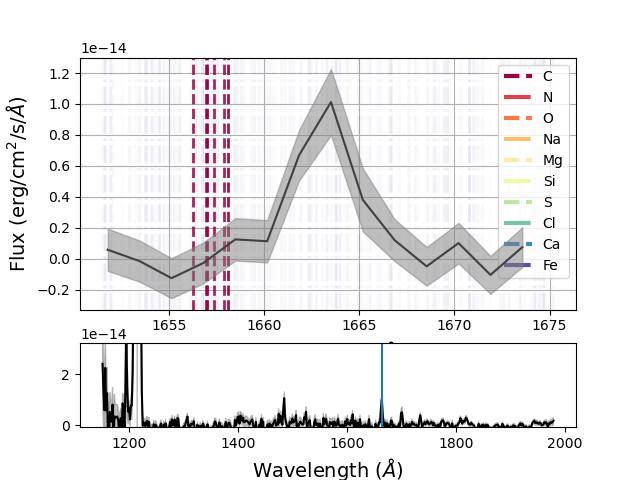 1e−14
Flux (erg/cm²/s/Å)
1.2
1.0
0.8
0.6
0.4
0.2
0.0
−0.2
C
N
O
Na
Mg
Si
S
Cl
Ca
Fe
1655
1660
1665
1670
1675
1e−14
2
0
1200
1400
1600
1800
2000
Wavelength (Å)